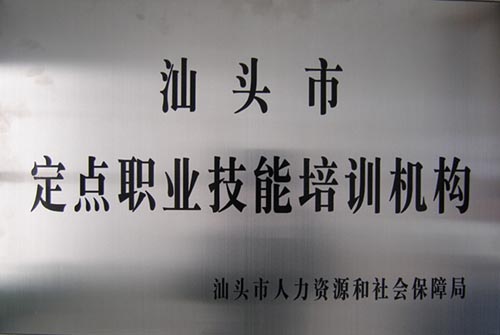 汕头市
定点职业技能培训机构
汕头市人力资源和社会保障局